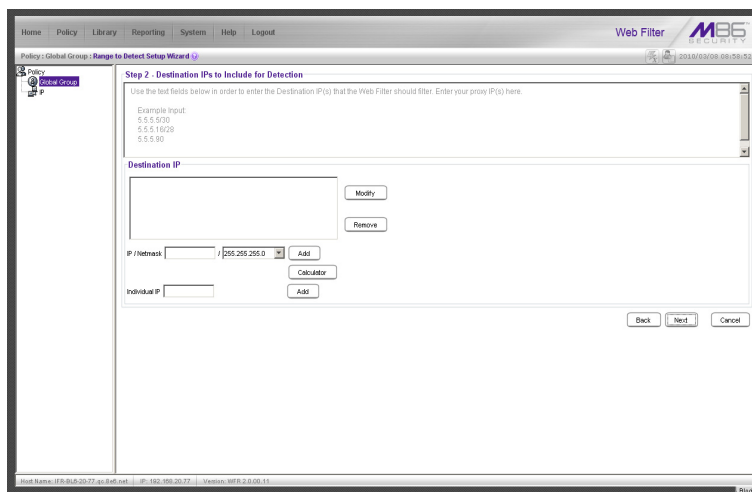 Home Policy Library Reporting System Help Logout
Web Filter M86 SECURITY
Policy : Global Group : Range to Detect Setup Wizard
2010/03/08 09:58:52
Policy
Global Group
IP
Step 2 - Destination IPs to Include for Detection
Use the text fields below in order to enter the Destination IP(s) that the Web Filter should filter. Enter your proxy IP(s) here.
Example Input:
5.5.5.5/30
5.5.5.16/28
5.5.5.90
Destination IP
Modify
Remove
IP / Netmask / 255.255.255.0 Add
Calculator
Individual IP Add
Back Next Cancel
Host Name: IFR-BL6-20-77.qc.8e6.net IP: 192.168.20.77 Version: WFR 2.0.00.11